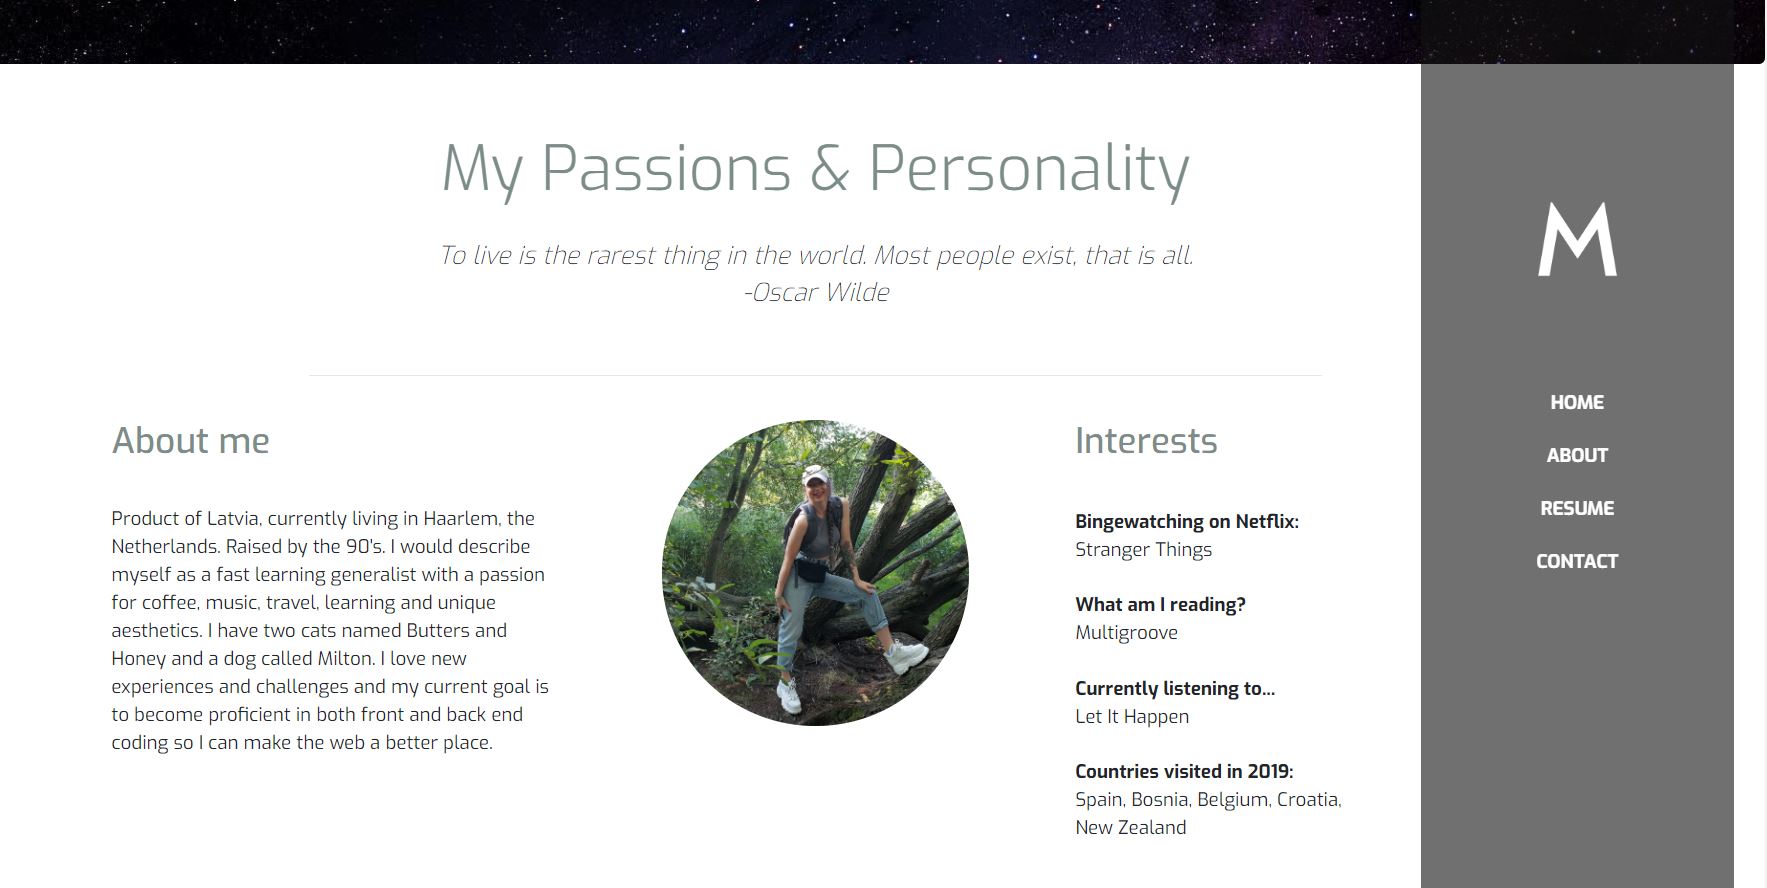 My Passions & Personality
To live is the rarest thing in the world. Most people exist, that is all.
-Oscar Wilde
About me
Product of Latvia, currently living in Haarlem, the
Netherlands. Raised by the 90's. I would describe
myself as a fast learning generalist with a passion
for coffee, music, travel, learning and unique
aesthetics. I have two cats named Butters and
Honey and a dog called Milton. I love new
experiences and challenges and my current goal is
to become proficient in both front and back end
coding so I can make the web a better place.
Interests
Bingewatching on Netflix:
Stranger Things
What am I reading?
Multigroove
Currently listening to...
Let It Happen
Countries visited in 2019:
Spain, Bosnia, Belgium, Croatia,
New Zealand
M
HOME
ABOUT
RESUME
CONTACT